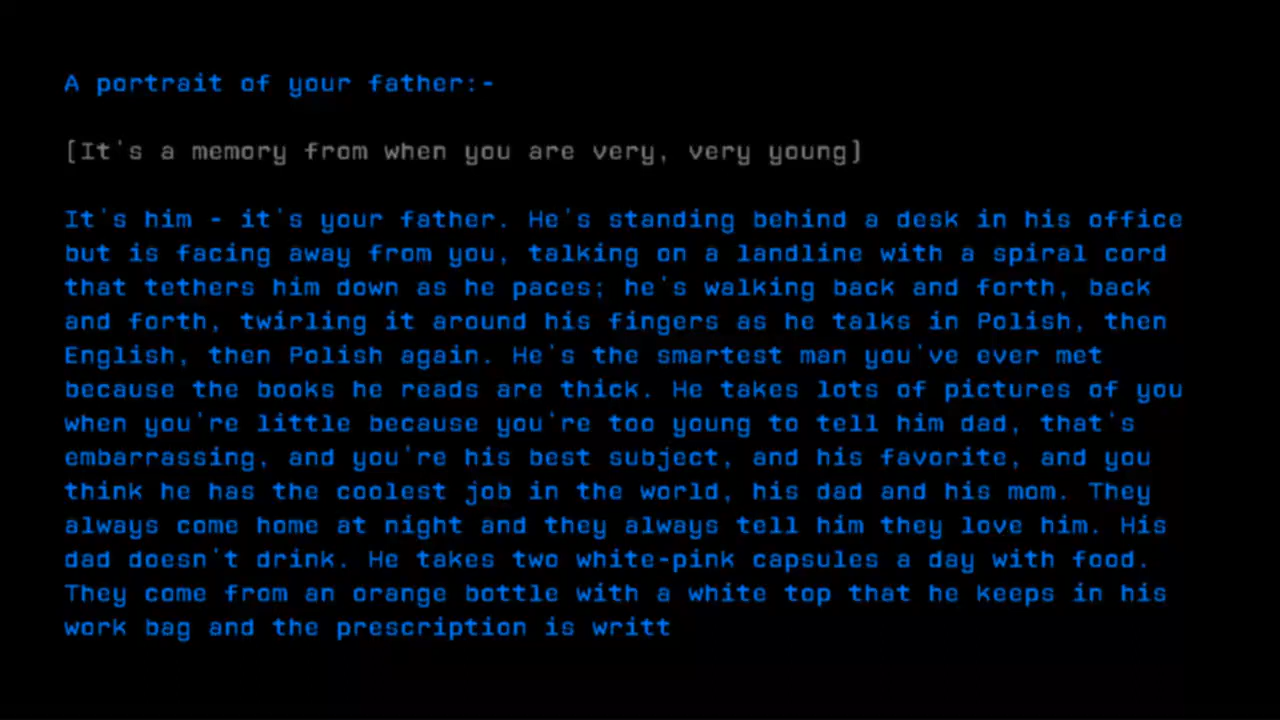 A portrait of your father:-
[It's a memory from when you are very, very young]
It's him - it's your father. He's standing behind a desk in his office
but is facing away from you, talking on a landline with a spiral cord
that tethers him down as he paces; he's walking back and forth, back
and forth, twirling it around his fingers as he talks in Polish, then
English, then Polish again. He's the smartest man you've ever met
because the books he reads are thick. He takes lots of pictures of you
when you're little because you're too young to tell him dad, that's
embarrassing, and you're his best subject, and his favorite, and you
think he has the coolest job in the world, his dad and his mom. They
always come home at night and they always tell him they love him. His
dad doesn't drink. He takes two white-pink capsules a day with food.
They come from an orange bottle with a white top that he keeps in his
work bag and the prescription is writt